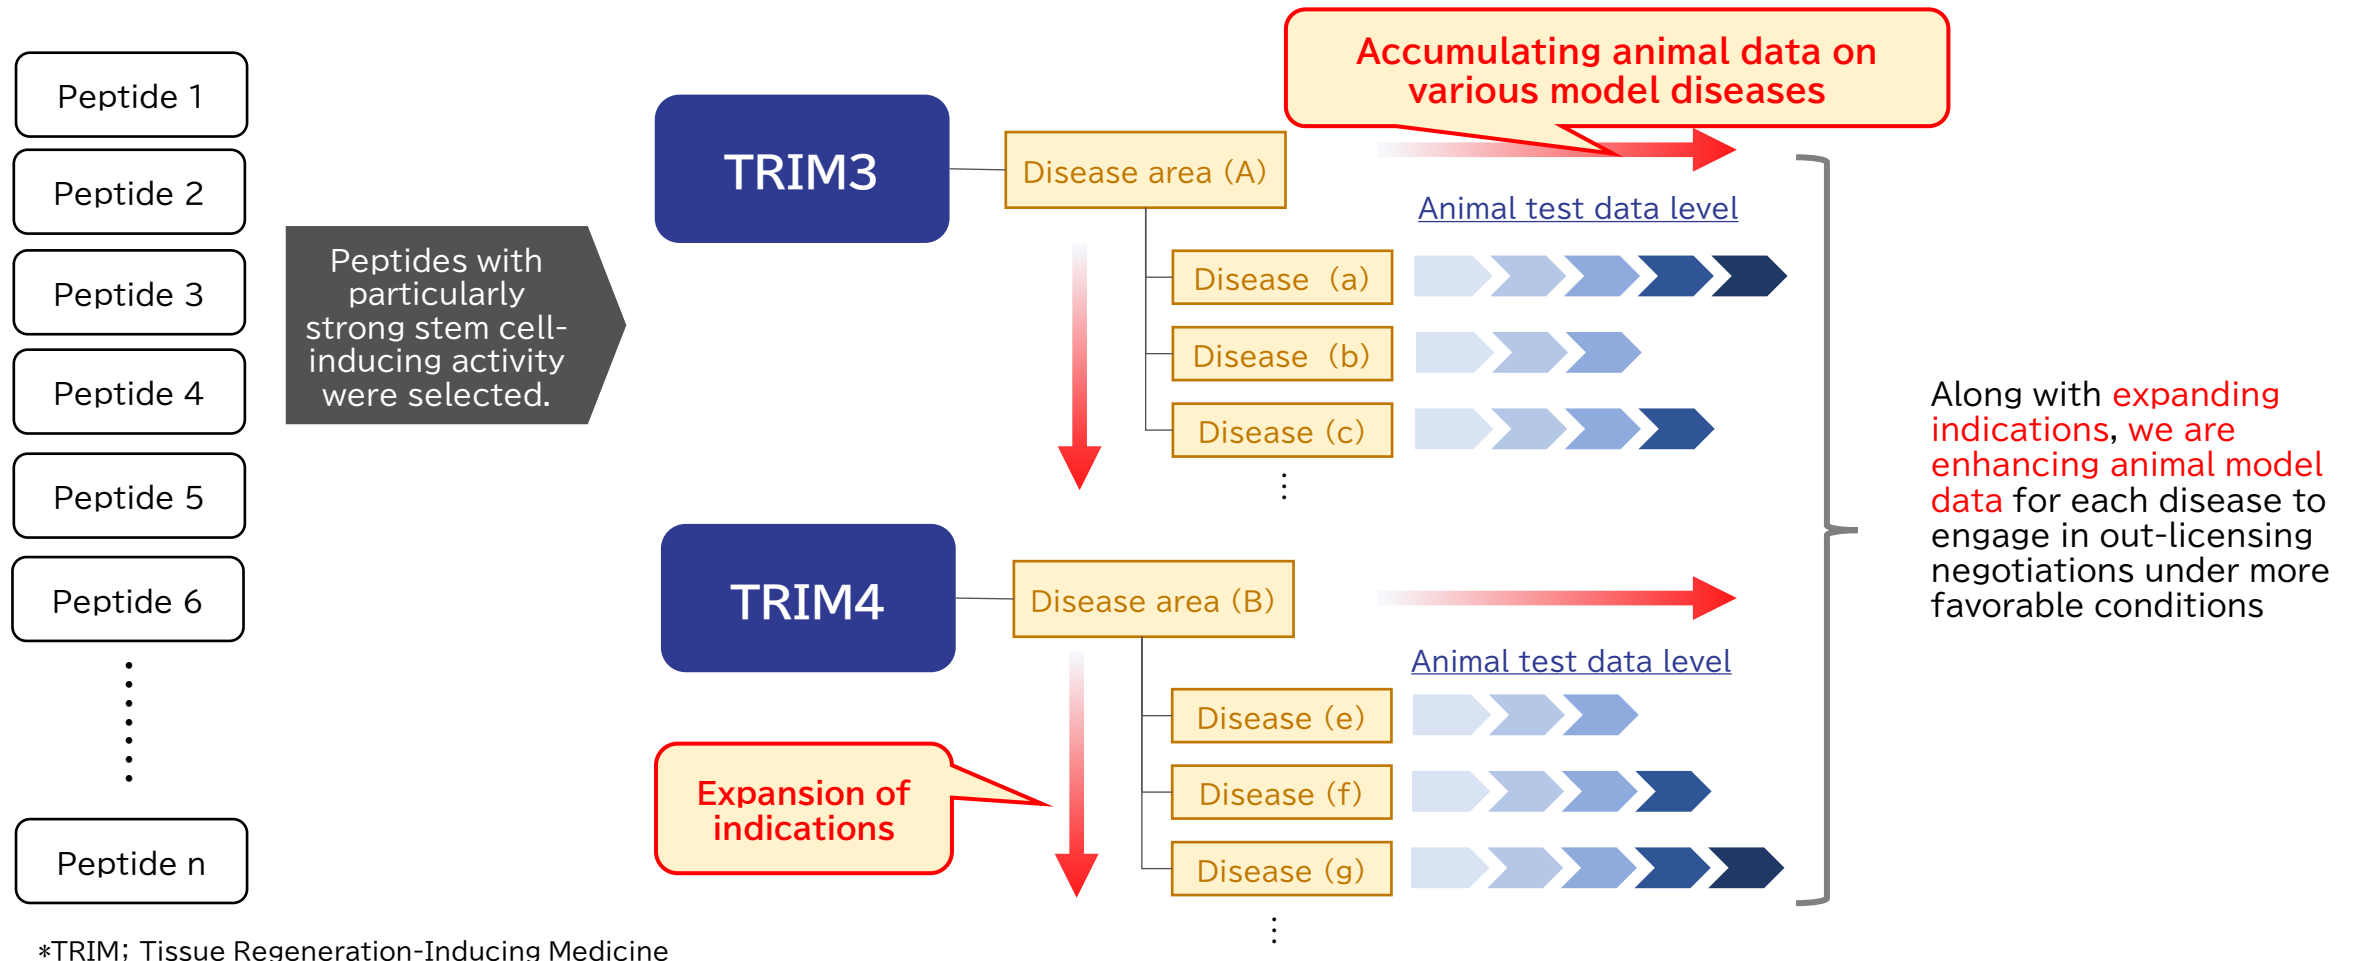 Peptide 1
Peptide 2
Peptide 3
Peptide 4
Peptide 5
Peptide 6
Peptide n
Peptides with
particularly
strong stem cell-
inducing activity
were selected.
TRIM3
Disease area (A)
Accumulating animal data on
various model diseases
Animal test data level
Disease (a)
Disease (b)
Disease (c)
TRIM4
Disease area (B)
Animal test data level
Disease (e)
Disease (f)
Disease (g)
Expansion of
indications
Along with expanding
indications, we are
enhancing animal model
data for each disease to
engage in out-licensing
negotiations under more
favorable conditions
*TRIM; Tissue Regeneration-Inducing Medicine